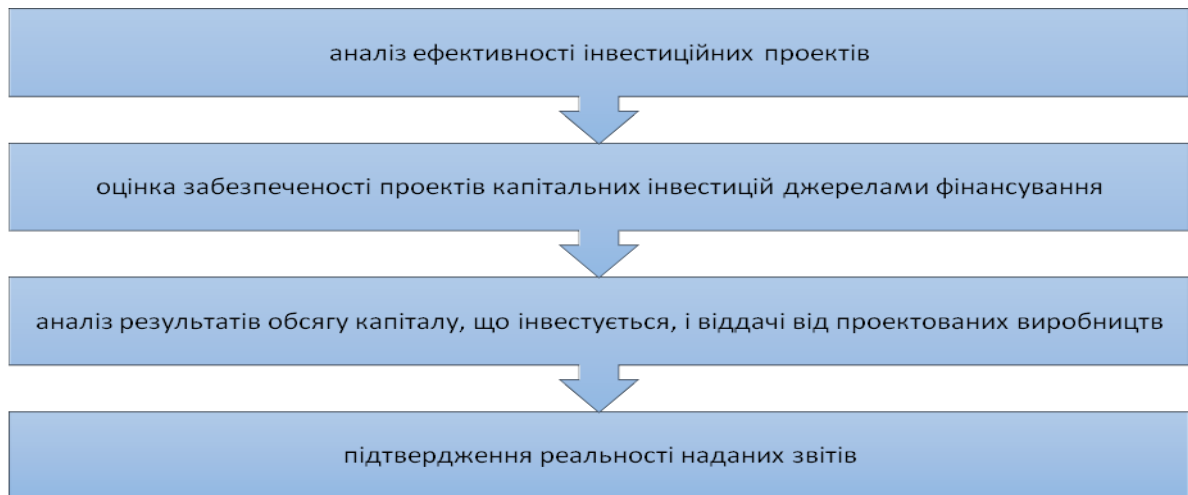 аналіз ефективності інвестиційних проектів
оцінка забезпеченості проектів капітальних інвестицій джерелами фінансування
аналіз результатів обсягу капіталу, що інвестується, і віддачі від проектованих виробництв
підтвердження реальності наданих звітів